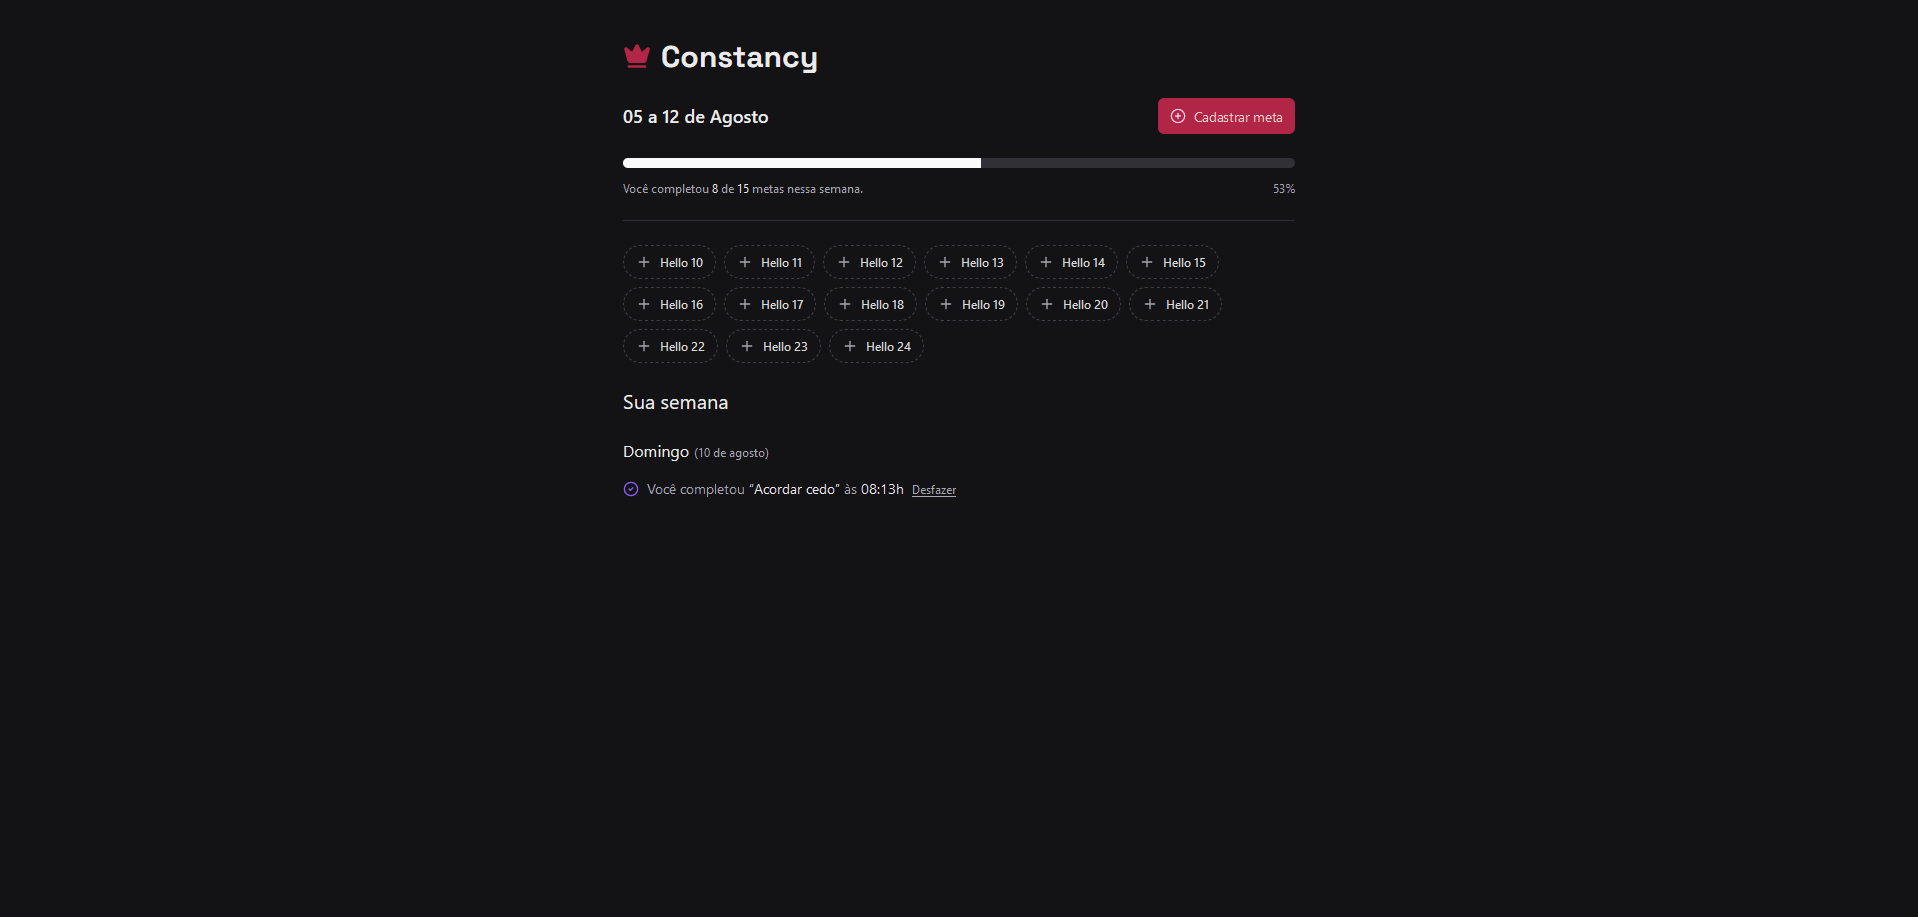 Constancy
05 a 12 de Agosto
Cadastrar meta
Você completou 8 de 15 metas nessa semana.
53%
Hello 10 Hello 11 Hello 12 Hello 13 Hello 14 Hello 15
Hello 16 Hello 17 Hello 18 Hello 19 Hello 20 Hello 21
Hello 22 Hello 23 Hello 24
Sua semana
Domingo (10 de agosto)
Você completou “Acordar cedo” às 08:13h Desfazer